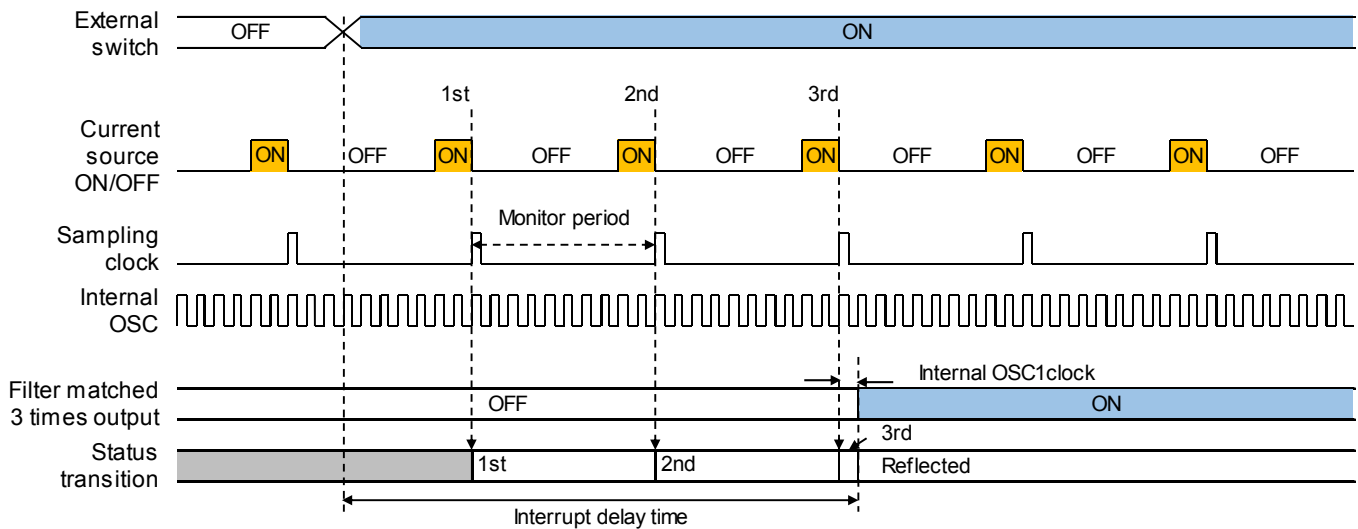 External
switch
OFF
ON
1st
2nd
3rd
Current
source
ON/OFF
ON
OFF
ON
OFF
ON
OFF
ON
OFF
ON
OFF
ON
OFF
Sampling
clock
Monitor period
Internal
OSC
Filter matched
3 times output
OFF
Internal OSC1clock
ON
Status
transition
1st
2nd
3rd
Reflected
Interrupt delay time